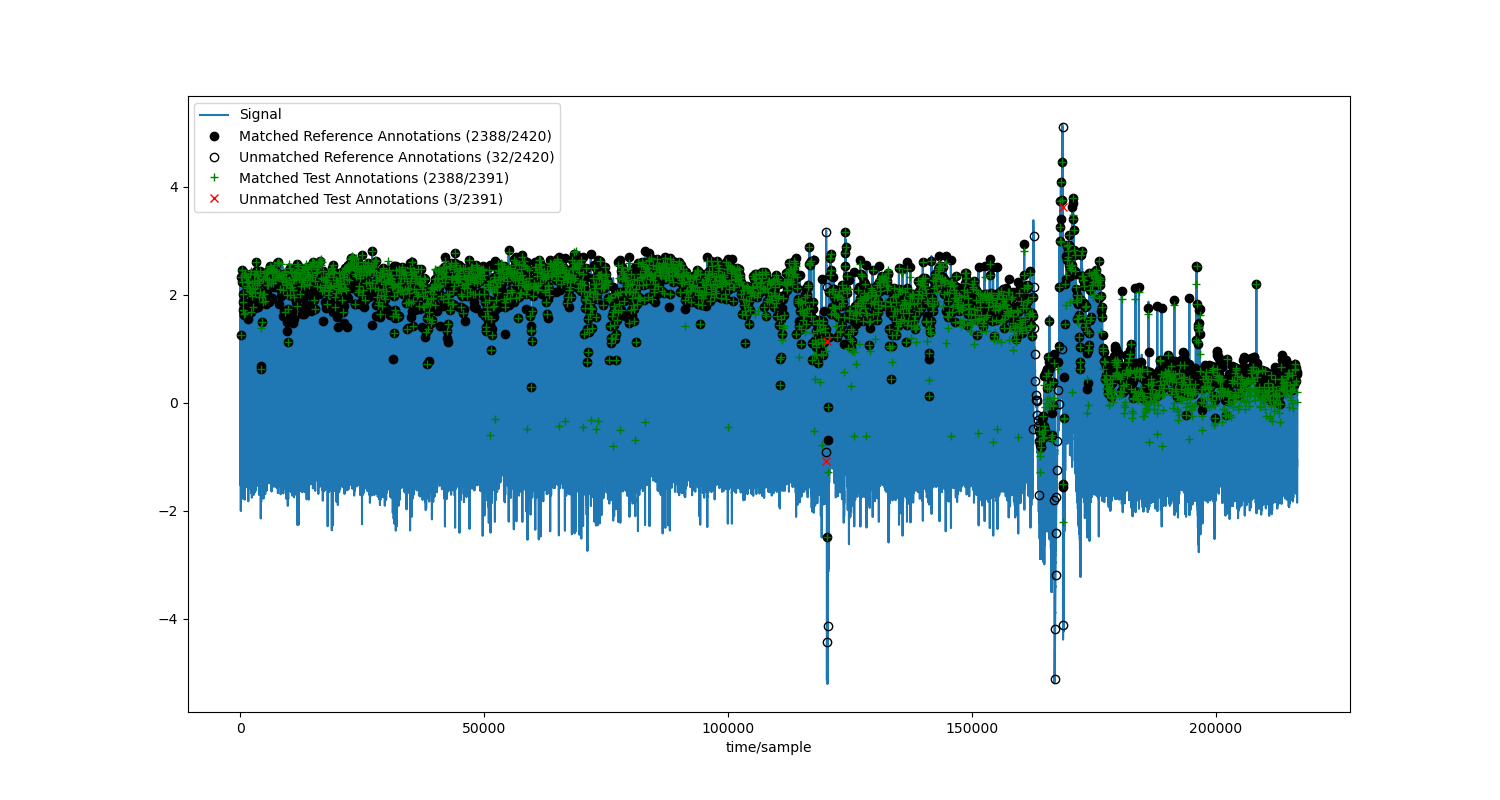 Signal
Matched Reference Annotations (2388/2420)
Unmatched Reference Annotations (32/2420)
Matched Test Annotations (2388/2391)
Unmatched Test Annotations (3/2391)
4
2
0
−2
−4
0 50000 100000 150000 200000
time/sample